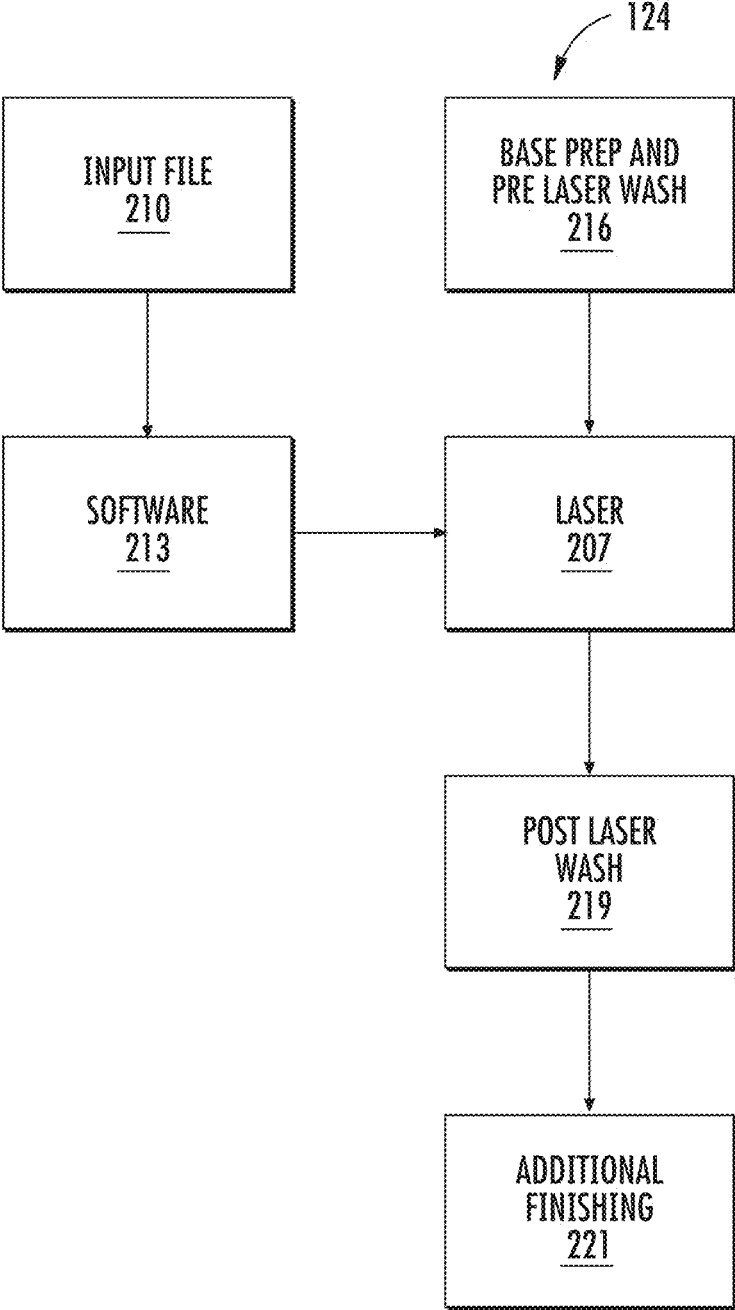 124
INPUT FILE
210
BASE PREP AND
PRE LASER WASH
216
SOFTWARE
213
LASER
207
POST LASER
WASH
219
ADDITIONAL
FINISHING
221